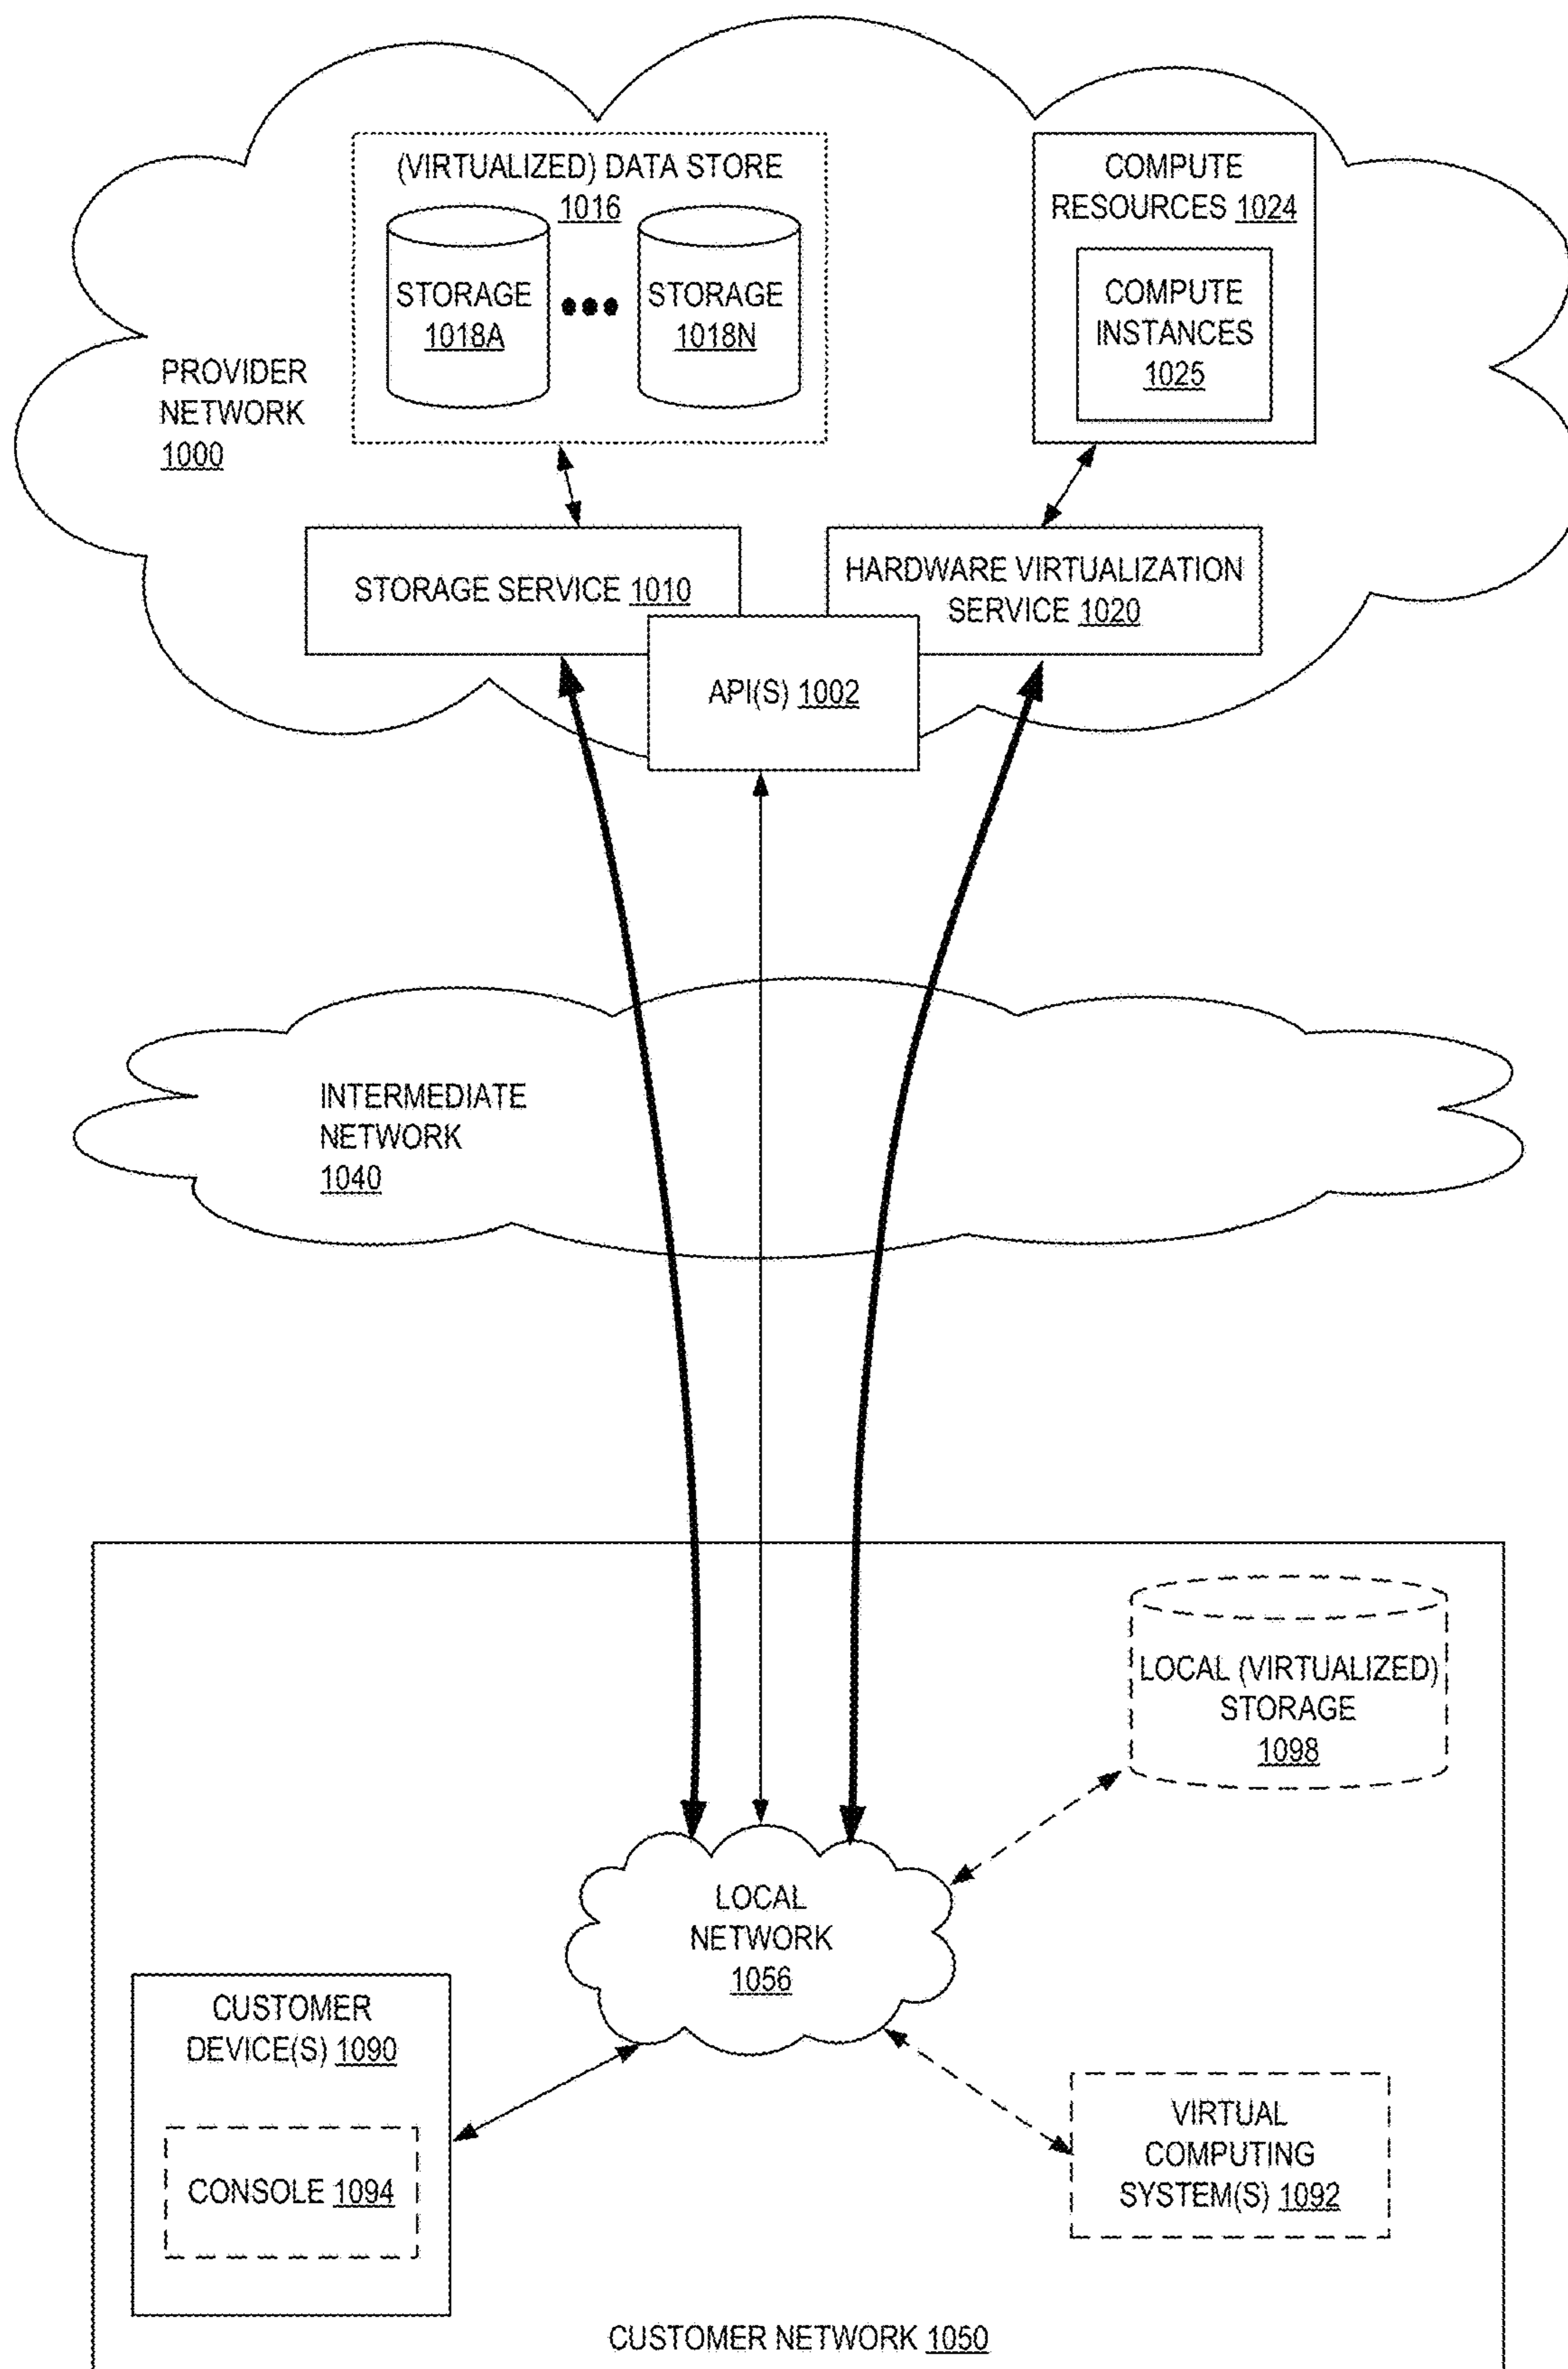 (VIRTUALIZED) DATA STORE
1016
STORAGE
1018A
STORAGE
1018N
COMPUTE
RESOURCES 1024
COMPUTE
INSTANCES
1025
PROVIDER
NETWORK
1000
STORAGE SERVICE 1010
HARDWARE VIRTUALIZATION
SERVICE 1020
API(S) 1002
INTERMEDIATE
NETWORK
1040
LOCAL (VIRTUALIZED)
STORAGE
1098
LOCAL
NETWORK
1056
CUSTOMER
DEVICE(S) 1090
CONSOLE 1094
VIRTUAL
COMPUTING
SYSTEM(S) 1092
CUSTOMER NETWORK 1050